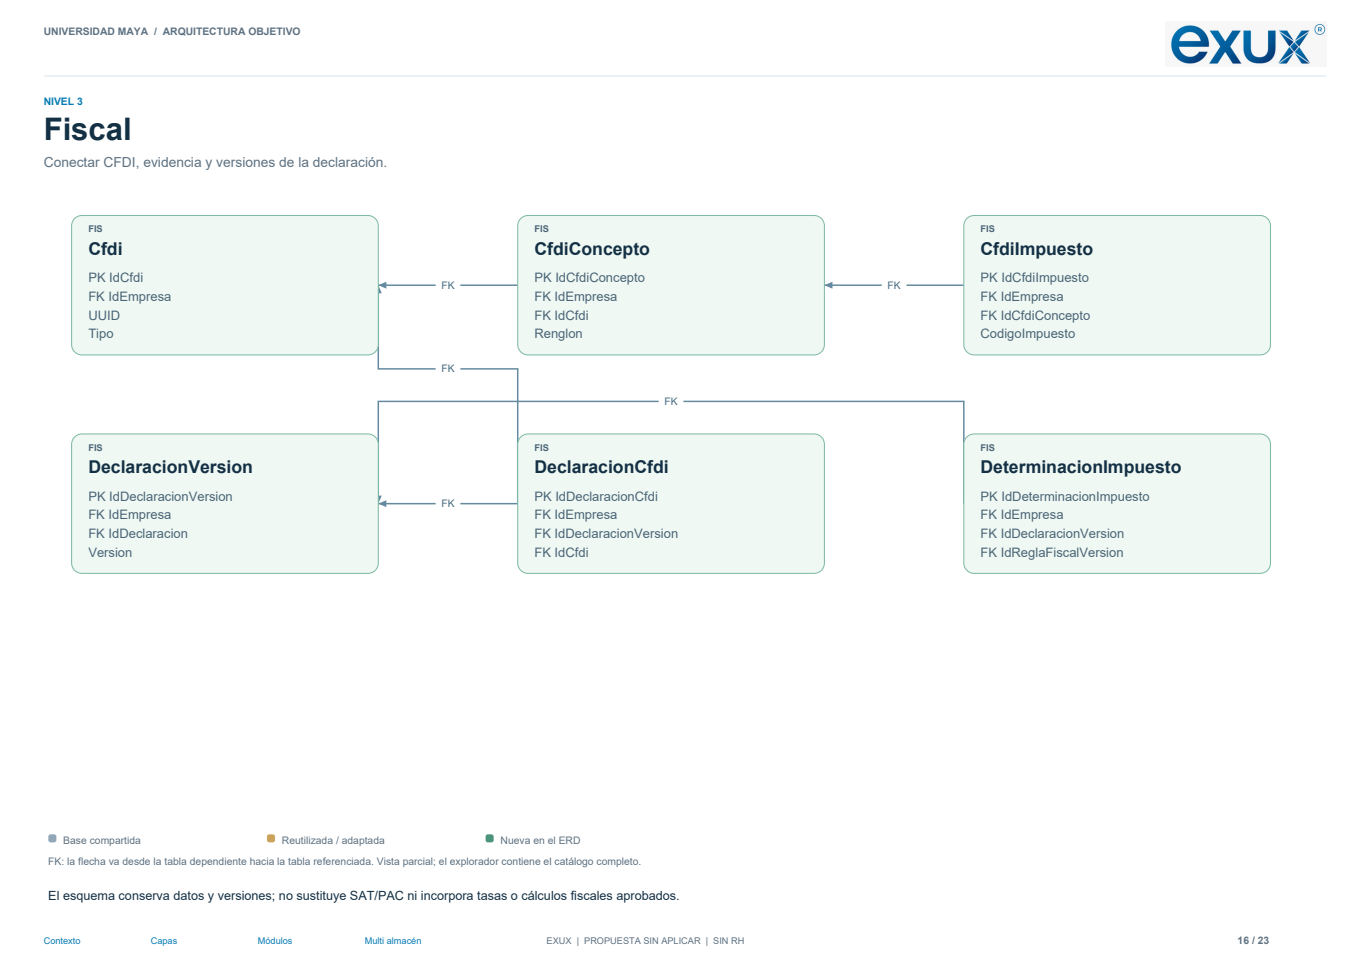 UNIVERSIDAD MAYA / ARQUITECTURA OBJETIVO
exux®
NIVEL 3
Fiscal
Conectar CFDI, evidencia y versiones de la declaración.
FIS
Cfdi
PK IdCfdi
FK IdEmpresa
UUID
Tipo
FK
FIS
CfdiConcepto
PK IdCfdiConcepto
FK IdEmpresa
FK IdCfdi
Renglon
FK
FIS
CfdiImpuesto
PK IdCfdiImpuesto
FK IdEmpresa
FK IdCfdiConcepto
CodigoImpuesto
FK
FK
FIS
DeclaracionVersion
PK IdDeclaracionVersion
FK IdEmpresa
FK IdDeclaracion
Version
FK
FIS
DeclaracionCfdi
PK IdDeclaracionCfdi
FK IdEmpresa
FK IdDeclaracionVersion
FK IdCfdi
FIS
DeterminacionImpuesto
PK IdDeterminacionImpuesto
FK IdEmpresa
FK IdDeclaracionVersion
FK IdReglaFiscalVersion
Base compartida
Reutilizada / adaptada
Nueva en el ERD
FK: la flecha va desde la tabla dependiente hacia la tabla referenciada. Vista parcial; el explorador contiene el catálogo completo.
El esquema conserva datos y versiones; no sustituye SAT/PAC ni incorpora tasas o cálculos fiscales aprobados.
Contexto
Capas
Módulos
Multi almacén
EXUX | PROPUESTA SIN APLICAR | SIN RH
16 / 23